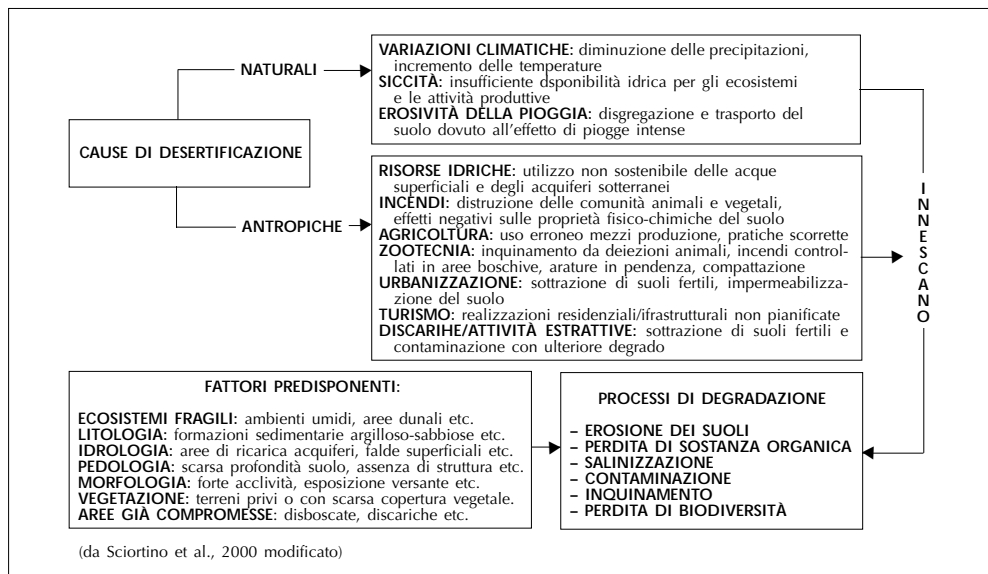 CAUSE DI DESERTIFICAZIONE
NATURALI
VARIAZIONI CLIMATICHE: diminuzione delle precipitazioni,
incremento delle temperature
SICCITÀ: insufficiente dsponibilità idrica per gli ecosistemi
e le attività produttive
EROSIVITÀ DELLA PIOGGIA: disgregazione e trasporto del
suolo dovuto all'effetto di piogge intense
ANTROPICHE
RISORSE IDRICHE: utilizzo non sostenibile delle acque
superficiali e degli acquiferi sotterranei
INCENDI: distruzione delle comunità animali e vegetali,
effetti negativi sulle proprietà fisico-chimiche del suolo
AGRICOLTURA: uso erroneo mezzi produzione, pratiche scorrette
ZOOTECNIA: inquinamento da deiezioni animali, incendi control-
lati in aree boschive, arature in pendenza, compattazione
URBANIZZAZIONE: sottrazione di suoli fertili, impermeabilizza-
zione del suolo
TURISMO: realizzazioni residenziali/ifrastrutturali non pianificate
DISCARIHE/ATTIVITÀ ESTRATTIVE: sottrazione di suoli fertili e
contaminazione con ulteriore degrado
INNESCANO
FATTORI PREDISPONENTI:
ECOSISTEMI FRAGILI: ambienti umidi, aree dunali etc.
LITOLOGIA: formazioni sedimentarie argilloso-sabbiose etc.
IDROLOGIA: aree di ricarica acquiferi, falde superficiali etc.
PEDOLOGIA: scarsa profondità suolo, assenza di struttura etc.
MORFOLOGIA: forte acclività, esposizione versante etc.
VEGETAZIONE: terreni privi o con scarsa copertura vegetale.
AREE GIÀ COMPROMESSE: disboscate, discariche etc.
PROCESSI DI DEGRADAZIONE
– EROSIONE DEI SUOLI
– PERDITA DI SOSTANZA ORGANICA
– SALINIZZAZIONE
– CONTAMINAZIONE
– INQUINAMENTO
– PERDITA DI BIODIVERSITÀ
(da Sciortino et al., 2000 modificato)